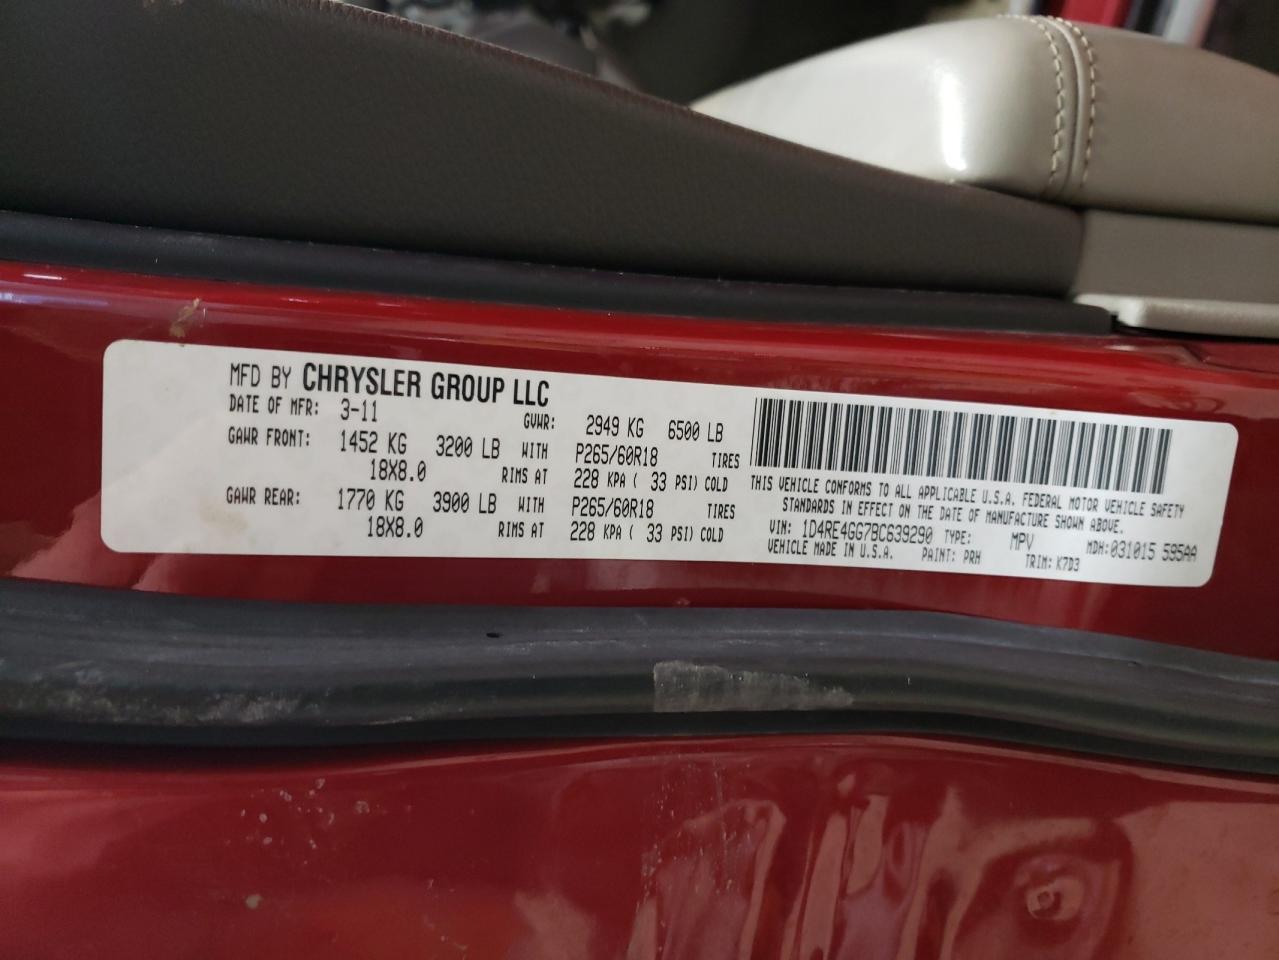 MFD BY CHRYSLER GROUP LLC
DATE OF MFR: 3-11 GVWR: 2949 KG 6500 LB
GAWR FRONT: 1452 KG 3200 LB WITH P265/60R18 TIRES
18X8.0 RIMS AT 228 KPA ( 33 PSI) COLD
GAWR REAR: 1770 KG 3900 LB WITH P265/60R18 TIRES
18X8.0 RIMS AT 228 KPA ( 33 PSI) COLD
THIS VEHICLE CONFORMS TO ALL APPLICABLE U.S.A. FEDERAL MOTOR VEHICLE SAFETY
STANDARDS IN EFFECT ON THE DATE OF MANUFACTURE SHOWN ABOVE.
VIN: 1D4RE4GG7BC639290 TYPE: MPV MDH: 031015 595AA
VEHICLE MADE IN U.S.A. PAINT: PRH TRIM: K7D3